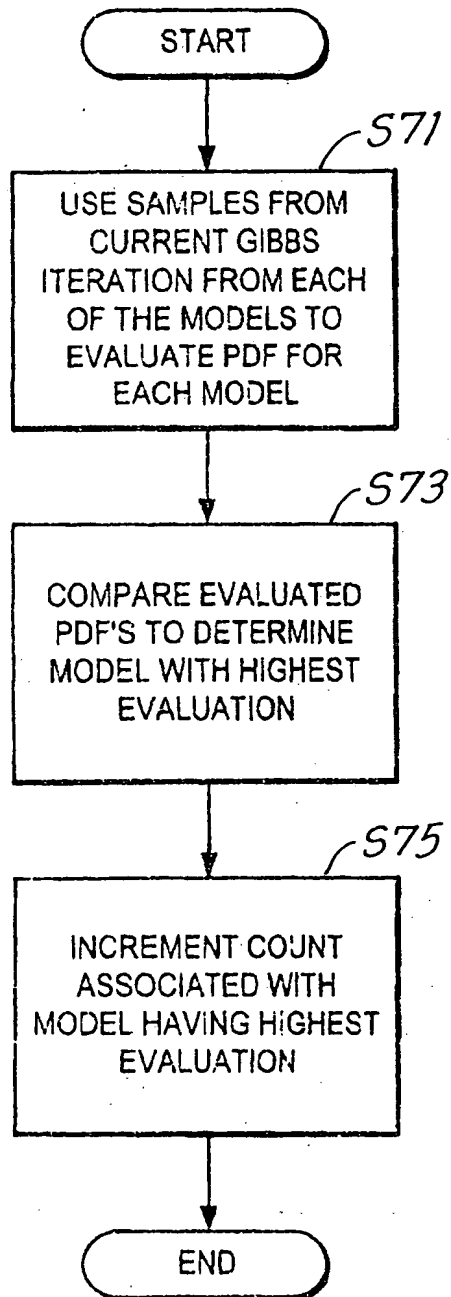 START
S71
USE SAMPLES FROM
CURRENT GIBBS
ITERATION FROM EACH
OF THE MODELS TO
EVALUATE PDF FOR
EACH MODEL
S73
COMPARE EVALUATED
PDF'S TO DETERMINE
MODEL WITH HIGHEST
EVALUATION
S75
INCREMENT COUNT
ASSOCIATED WITH
MODEL HAVING HIGHEST
EVALUATION
END